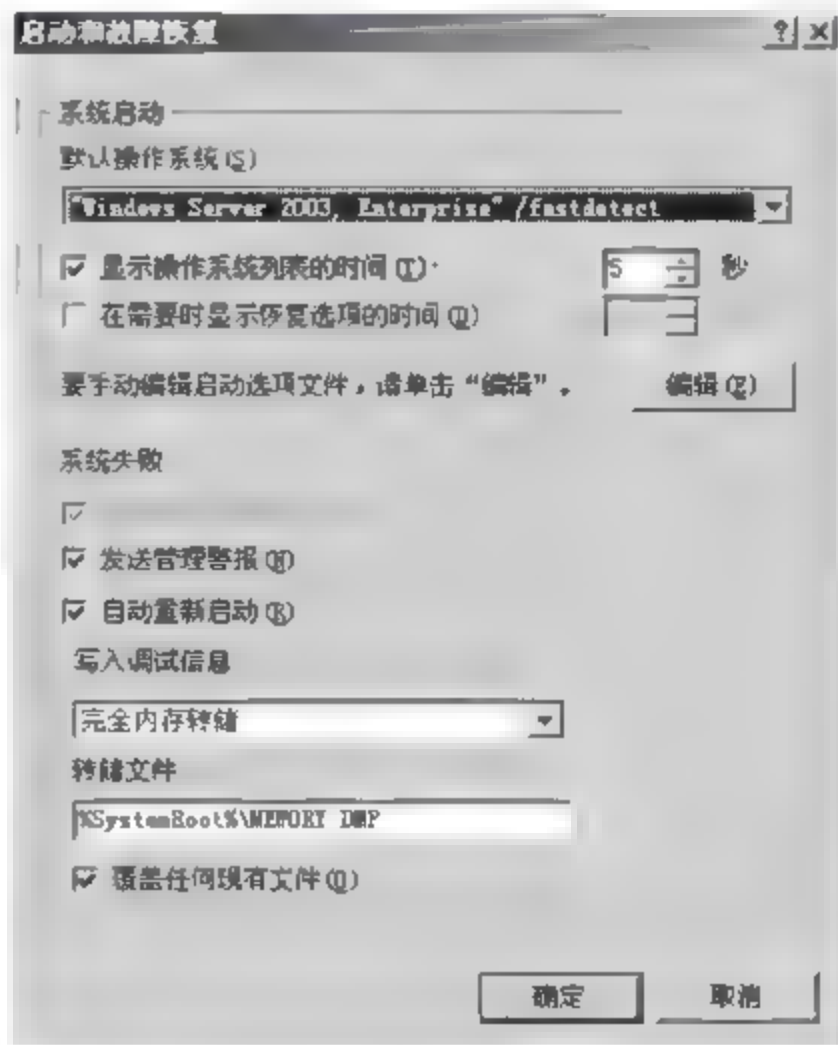 启动和故障恢复
系统启动
默认操作系统(S)
"Windows Server 2003, Enterprise" /fastdetect
显示操作系统列表的时间(T):
5 秒
在需要时显示恢复选项的时间(D)
要手动编辑启动选项文件，请单击“编辑”。
编辑(E)
系统失败
发送管理警报(N)
自动重新启动(R)
写入调试信息
完全内存转储
转储文件
%SystemRoot%\MEMORY DMP
覆盖任何现有文件(O)
确定
取消